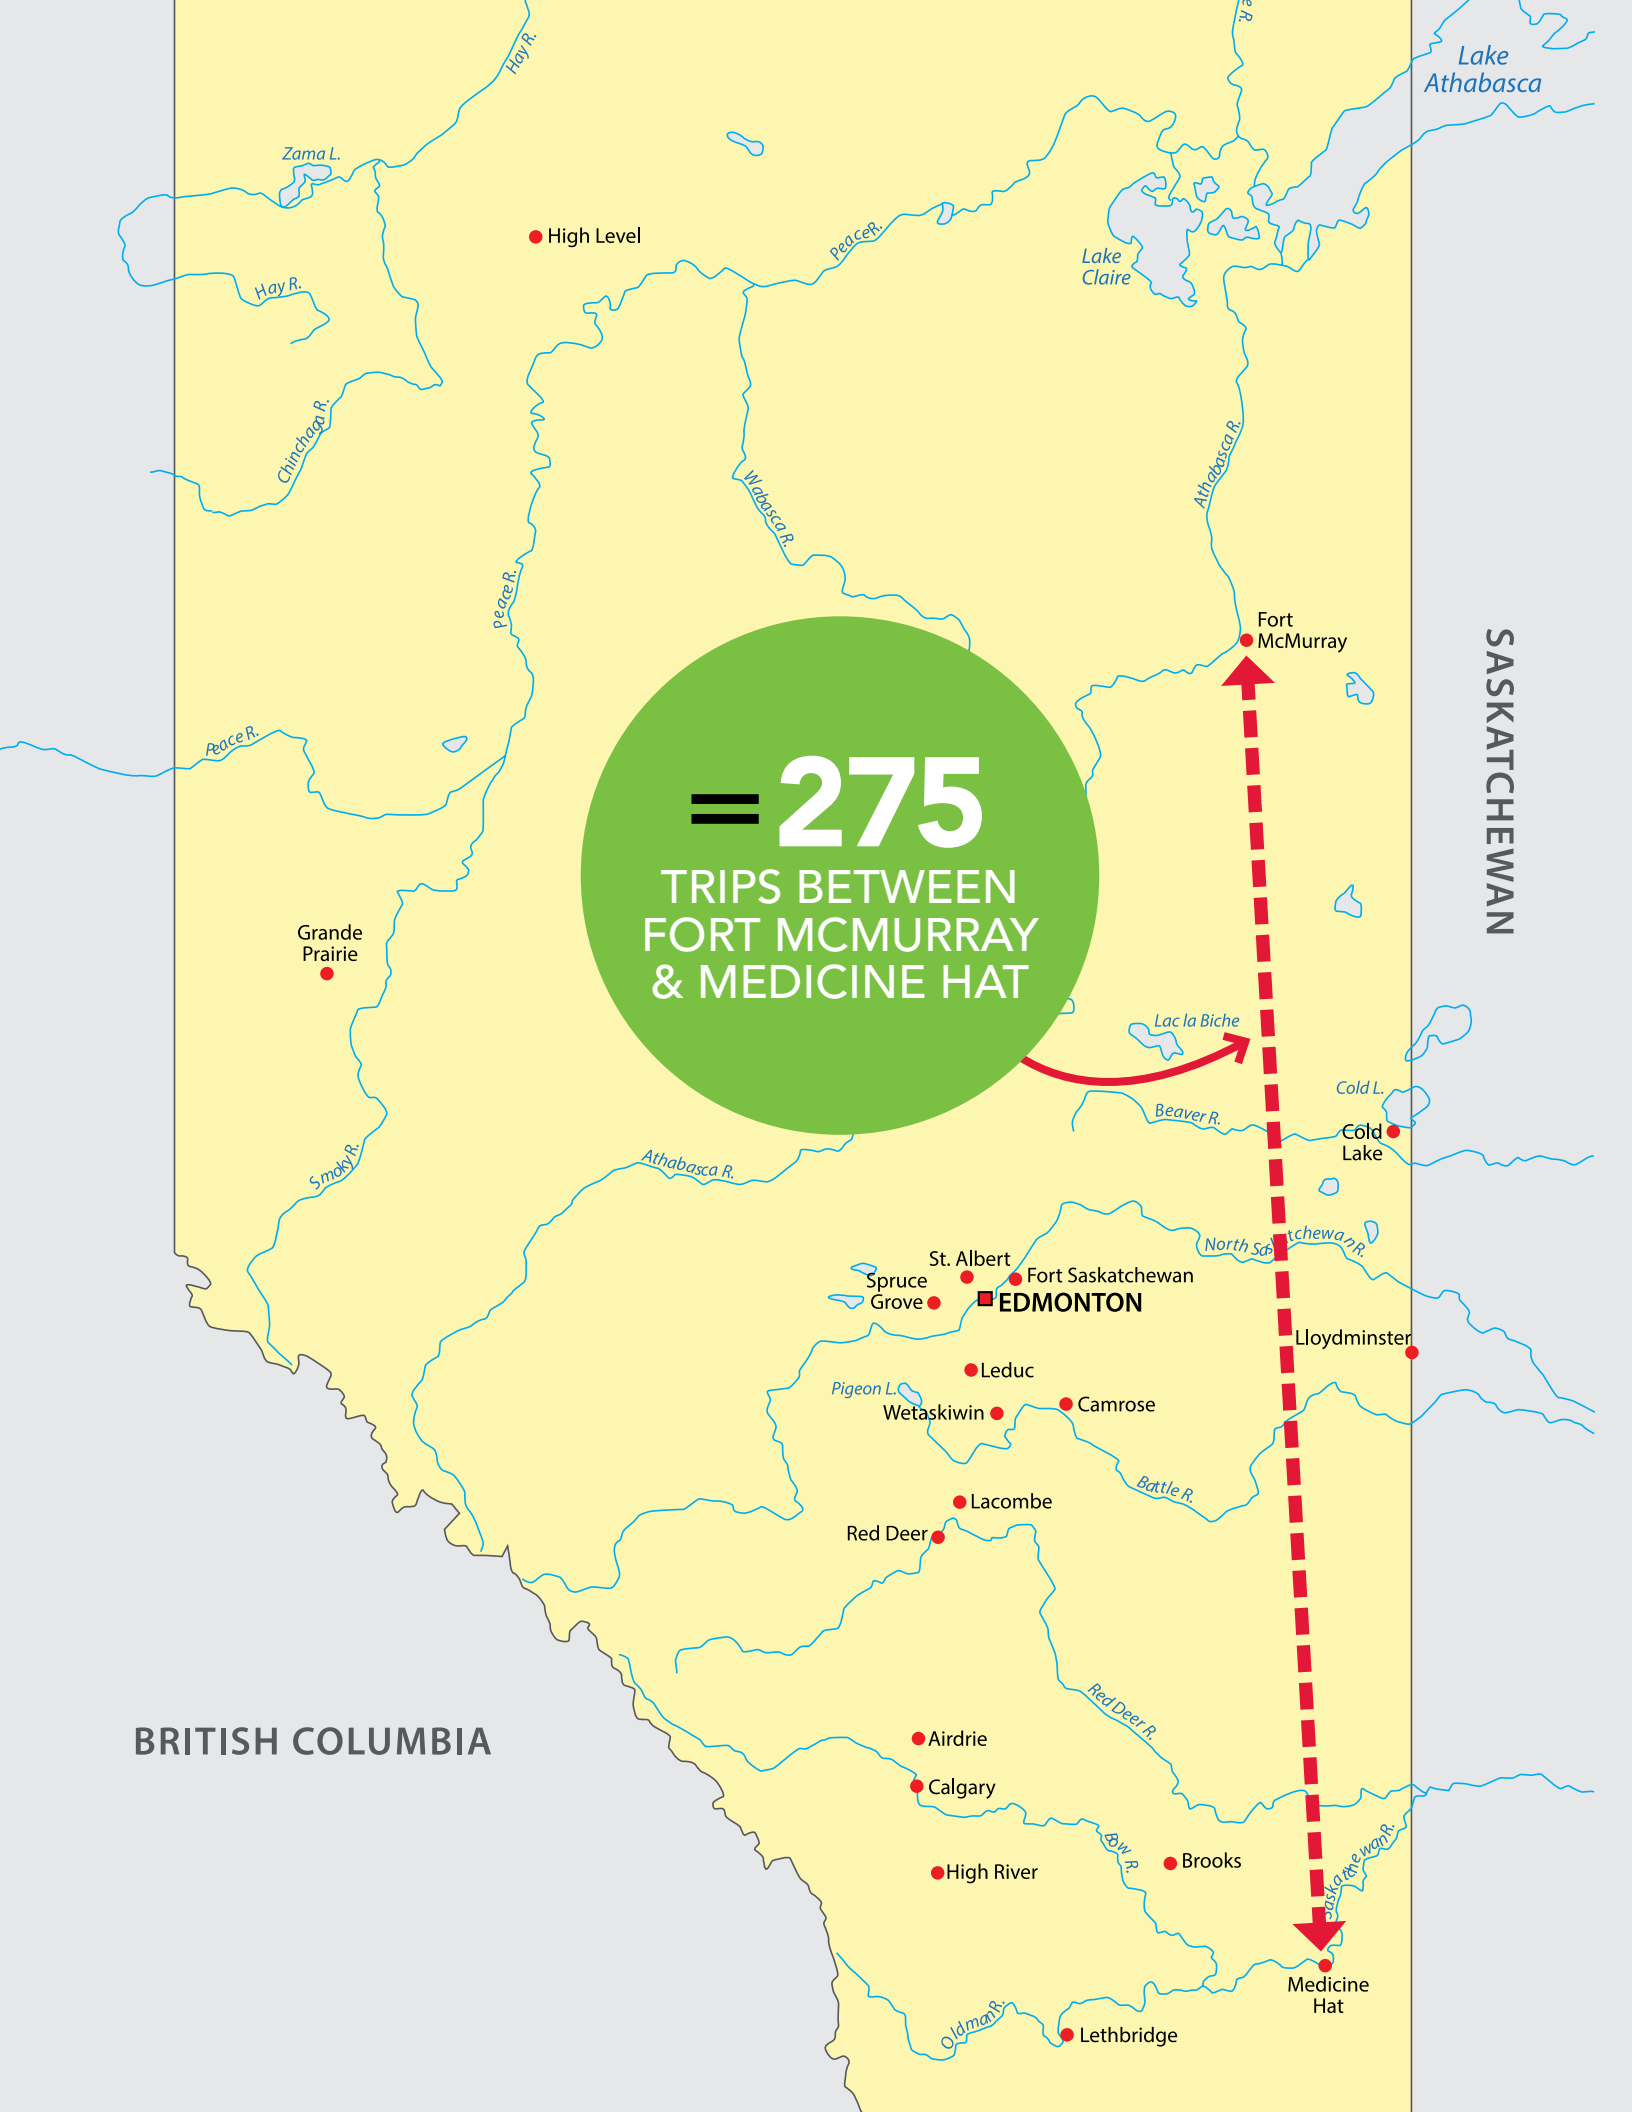 e R.
Lake
Athabasca
Hay R.
Zama L.
High Level
Peace R.
Lake
Claire
Hay R.
Chinchaga R.
Wabasca R.
Athabasca R.
Peace R.
Fort
McMurray
SASKATCHEWAN
Peace R.
= 275
TRIPS BETWEEN
FORT MCMURRAY
& MEDICINE HAT
Grande
Prairie
Lac la Biche
Cold L.
Beaver R.
Cold
Lake
Smoky R.
Athabasca R.
North Saskatchewan R.
St. Albert
Fort Saskatchewan
Spruce
Grove
EDMONTON
Lloydminster
Leduc
Pigeon L.
Wetaskiwin
Camrose
Battle R.
Lacombe
Red Deer
Red Deer R.
BRITISH COLUMBIA
Airdrie
Calgary
Bow R.
Brooks
Saskatchewan R.
High River
Medicine
Hat
Oldman R.
Lethbridge